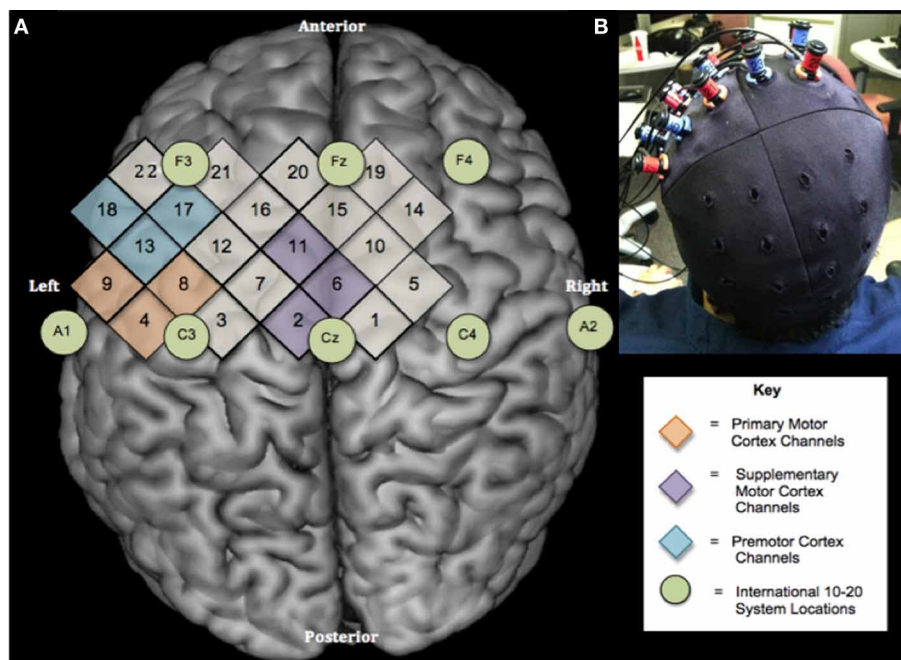 A
Anterior
B
22 F3 21 20 Fz 19 F4
18 17 16 15 14
13 12 11 10
Left 9 8 7 6 5 Right
A1 4 C3 3 2 Cz 1 C4 A2
Posterior
Key
= Primary Motor
Cortex Channels
= Supplementary
Motor Cortex
Channels
= Premotor Cortex
Channels
= International 10-20
System Locations